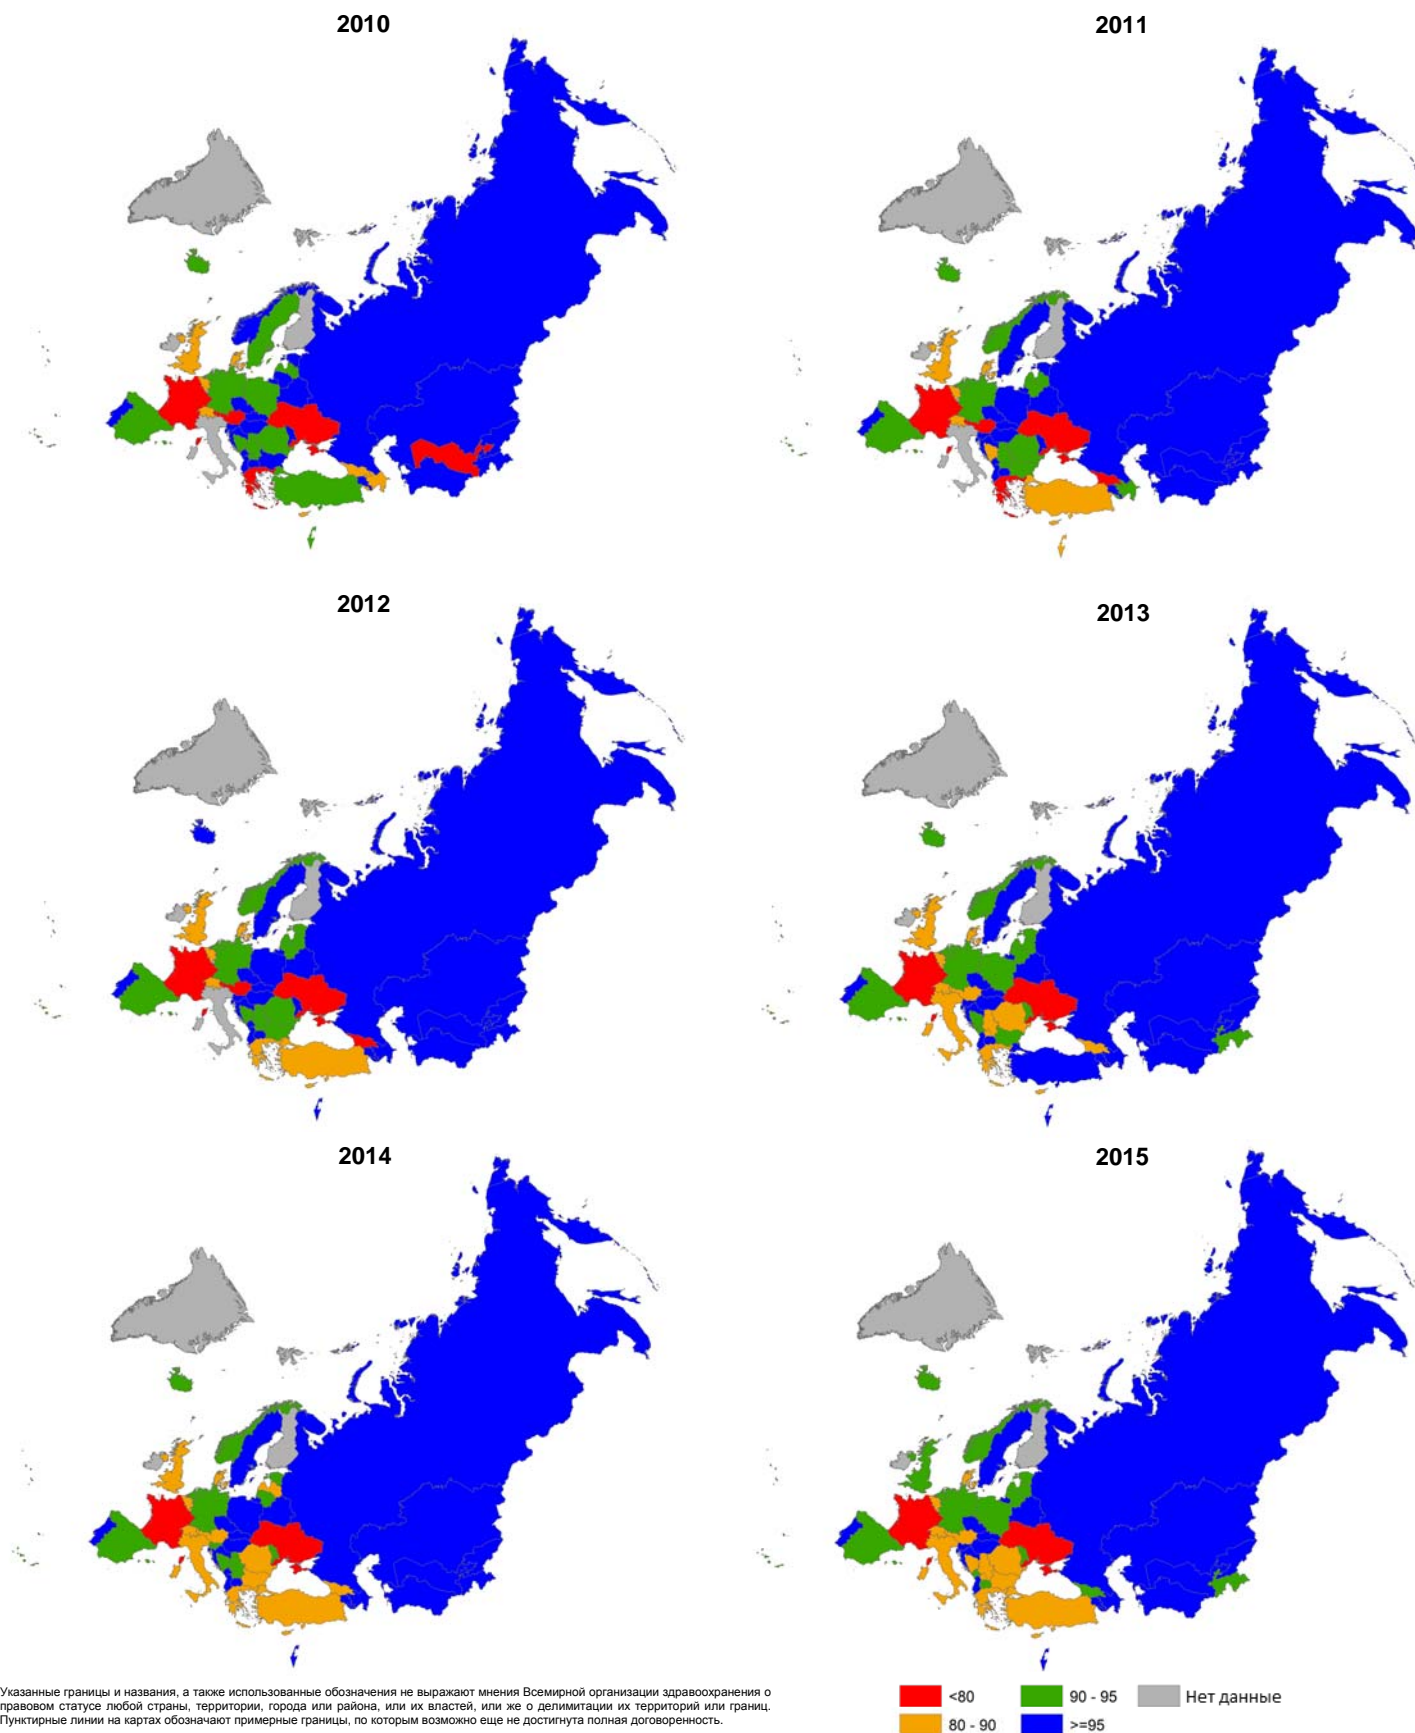 2010
2011
2012
2013
2014
2015
Указанные границы и названия, а также использованные обозначения не выражают мнения Всемирной организации здравоохранения о
правовом статусе любой страны, территории, города или района, или их властей, или же о делимитации их территорий или границ.
Пунктирные линии на картах обозначают примерные границы, по которым возможно еще не достигнута полная договоренность.
<80
90 - 95
Нет данные
80 - 90
>=95